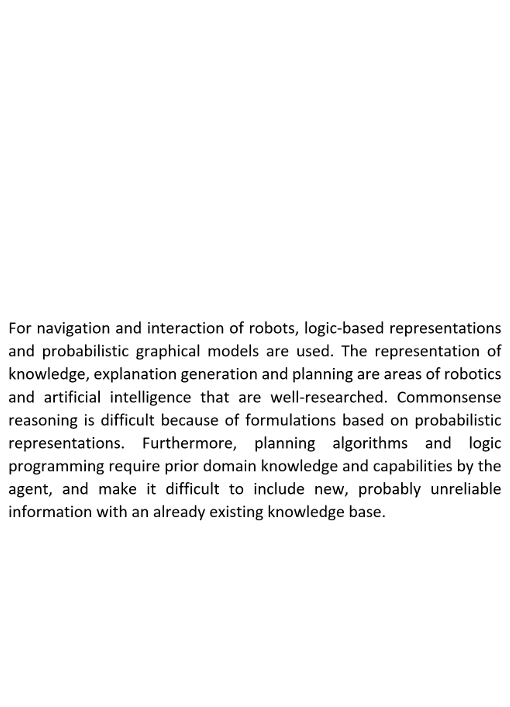 For navigation and interaction of robots, logic-based representations
and probabilistic graphical models are used. The representation of
knowledge, explanation generation and planning are areas of robotics
and artificial intelligence that are well-researched. Commonsense
reasoning is difficult because of formulations based on probabilistic
representations. Furthermore, planning algorithms and logic
programming require prior domain knowledge and capabilities by the
agent, and make it difficult to include new, probably unreliable
information with an already existing knowledge base.